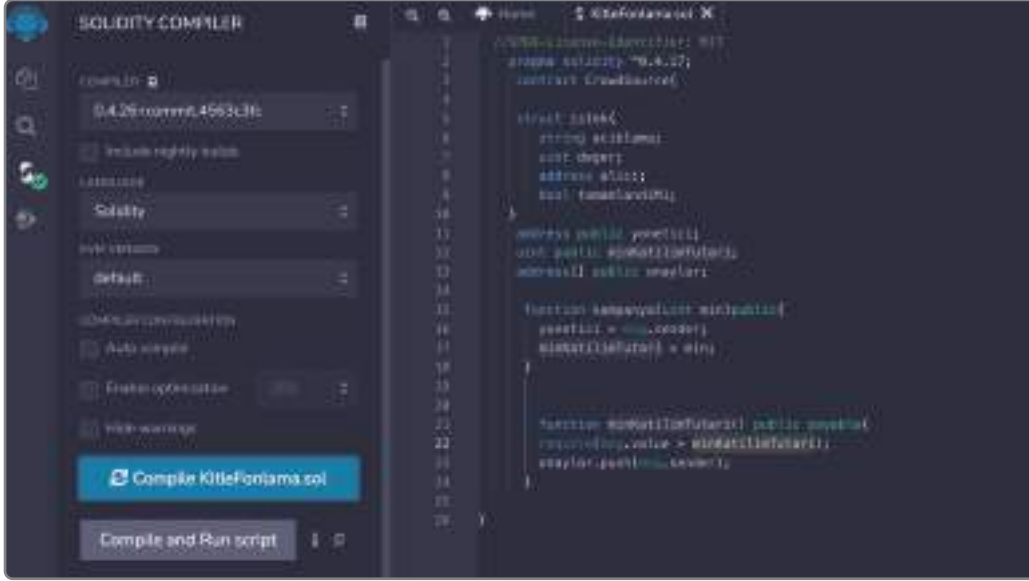 SOLIDITY COMPILER
COMPILER
0.4.26+commit.4563c3fc
Include nightly builds
LANGUAGE
Solidity
EVM VERSION
default
COMPILER CONFIGURATION
Auto compile
Enable optimization
Hide warnings
Compile KitleFonlama.sol
Compile and Run script
Home
KitleFonlama.sol
1 //SPDX-License-Identifier: MIT
2 pragma solidity ^0.4.17;
3 contract CrowdSource{
4
5 struct istek{
6 string aciklama;
7 uint deger;
8 address alici;
9 bool tamamlandiMi;
10 }
11 address public yonetici;
12 uint public minKatilimTutari;
13 address[] public onaylar;
14
15 function kampanya(uint min)public{
16 yonetici = msg.sender;
17 minKatilimTutari = min;
18 }
19
20
21 function minKatilimTutari() public payable{
22 require(msg.value > minKatilimTutari);
23 onaylar.push(msg.sender);
24 }
25
26 }